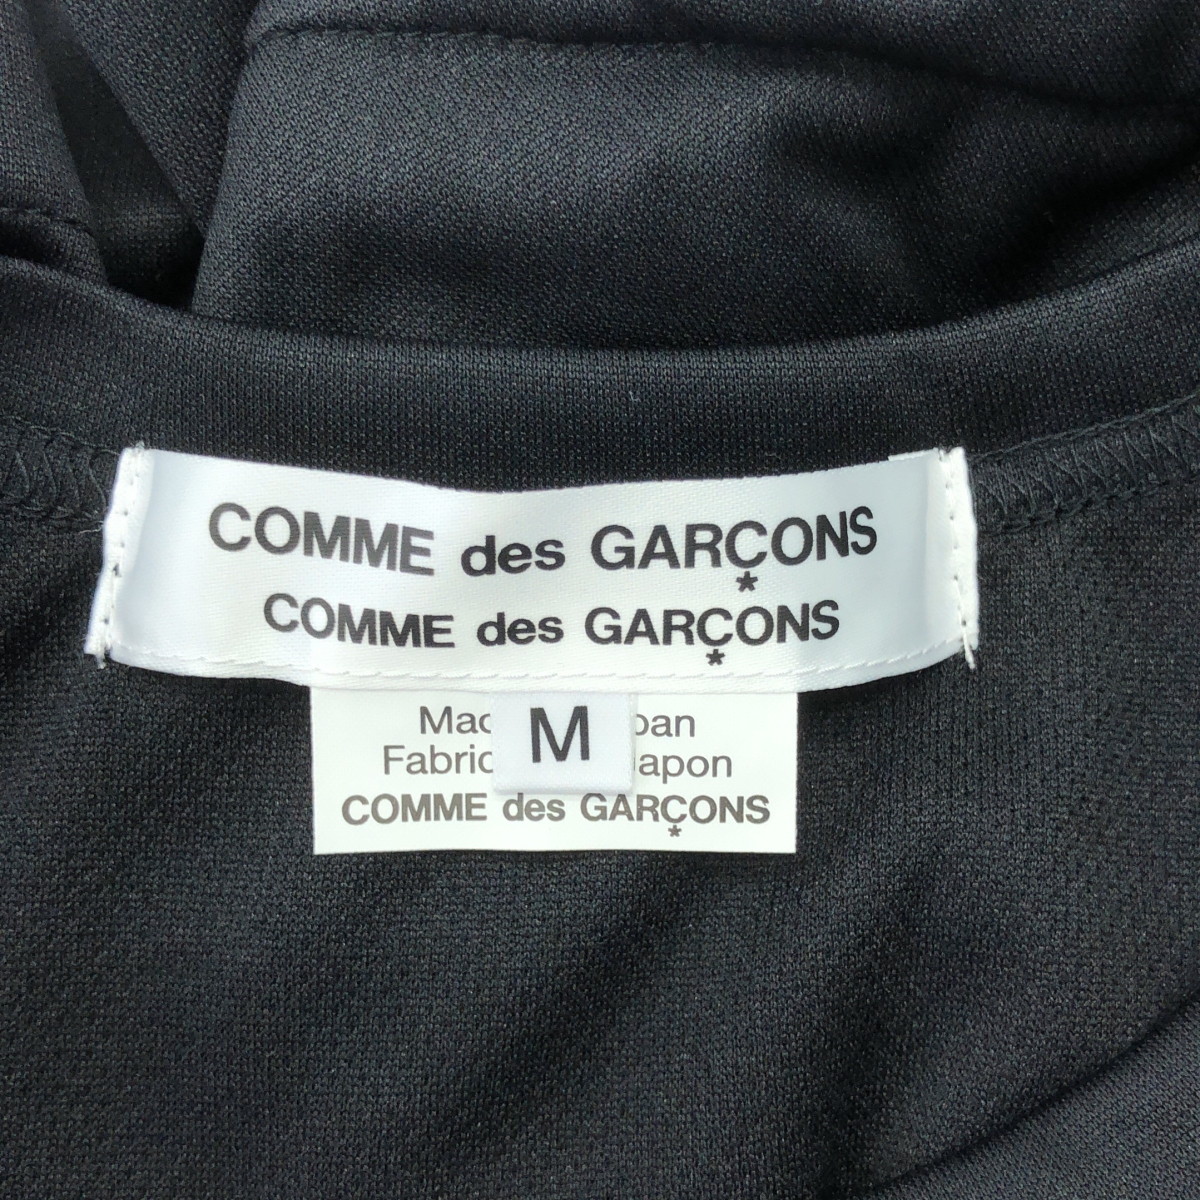 COMME des GARÇONS
COMME des GARÇONS
M
Mac pan
Fabric apon
COMME des GARÇONS